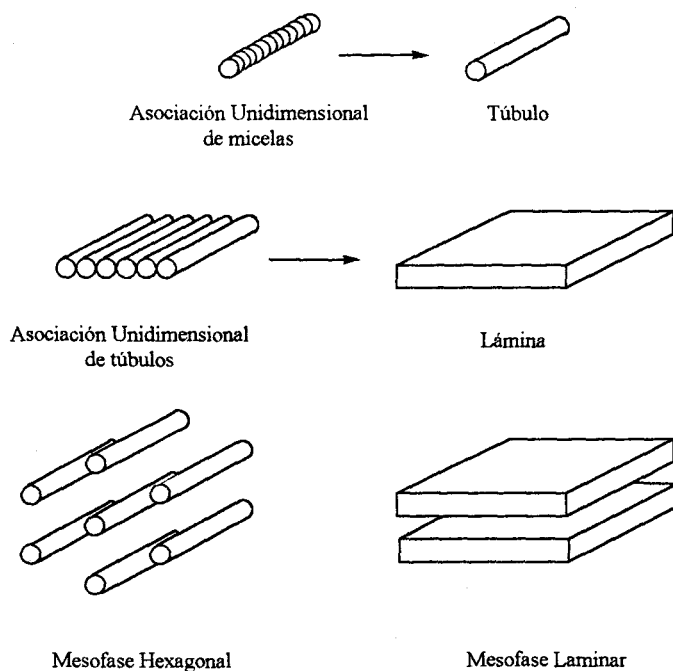 Asociación Unidimensional
de micelas
Túbulo
Asociación Unidimensional
de túbulos
Lámina
Mesofase Hexagonal
Mesofase Laminar